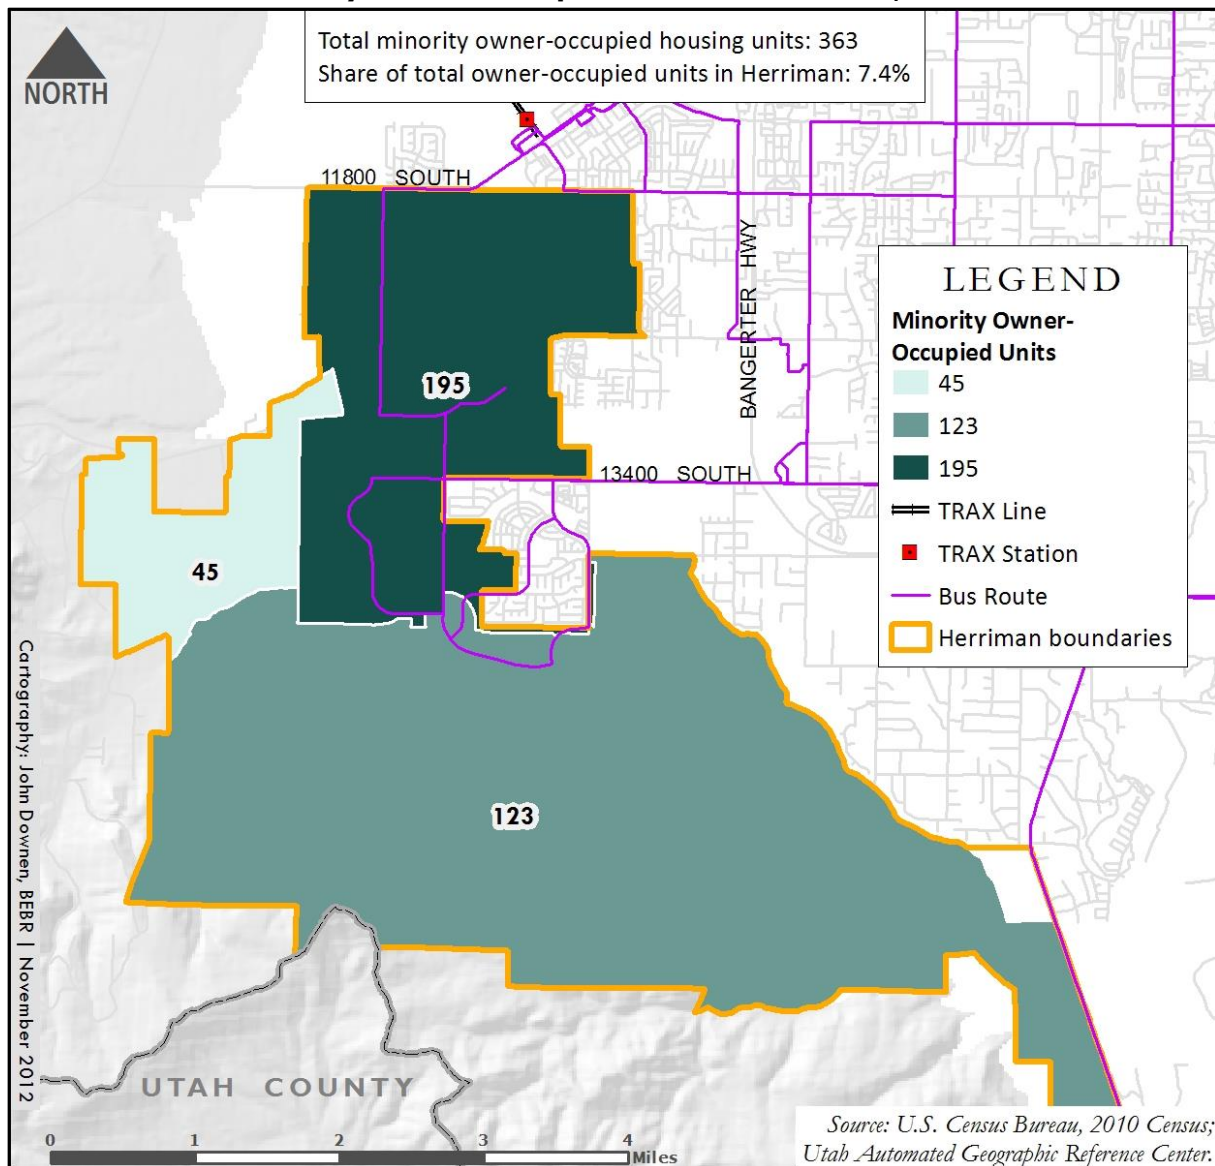 NORTH
Total minority owner-occupied housing units: 363
Share of total owner-occupied units in Herriman: 7.4%
11800 SOUTH
BANGERTER HWY
195
13400 SOUTH
45
123
LEGEND
Minority Owner-
Occupied Units
45
123
195
TRAX Line
TRAX Station
Bus Route
Herriman boundaries
Cartography: John Downen, BEBR | November 2012
UTAH COUNTY
0 1 2 3 4
Miles
Source: U.S. Census Bureau, 2010 Census;
Utah Automated Geographic Reference Center.